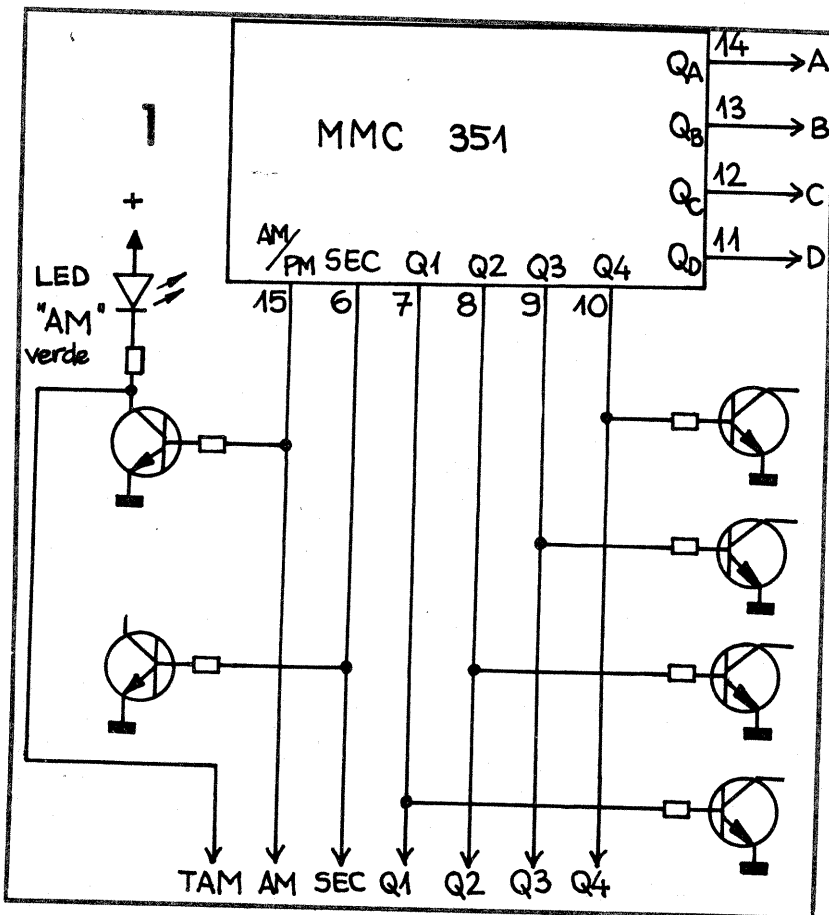 14
QA
A
13
MMC 351
QB
B
1
12
QC
C
+
11
AM/PM SEC Q1 Q2 Q3 Q4
QD
D
LED
"AM"
verde
15 6 7 8 9 10
TAM AM SEC Q1 Q2 Q3 Q4